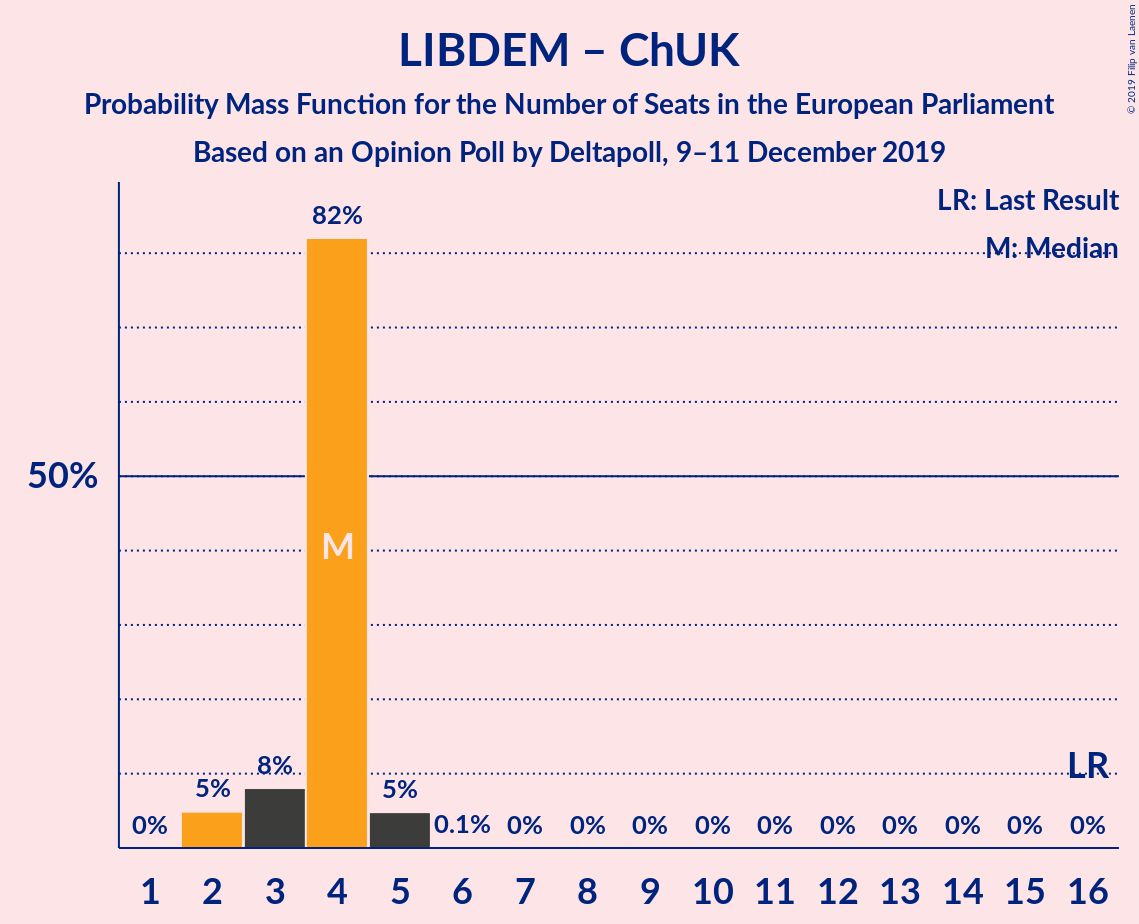 LIBDEM – ChUK
Probability Mass Function for the Number of Seats in the European Parliament
Based on an Opinion Poll by Deltapoll, 9–11 December 2019
© 2019 Filip van Laenen
LR: Last Result
M: Median
82%
50%
M
8%
5%
5%
LR
0% 0.1% 0% 0% 0% 0% 0% 0% 0% 0% 0% 0%
1 2 3 4 5 6 7 8 9 10 11 12 13 14 15 16